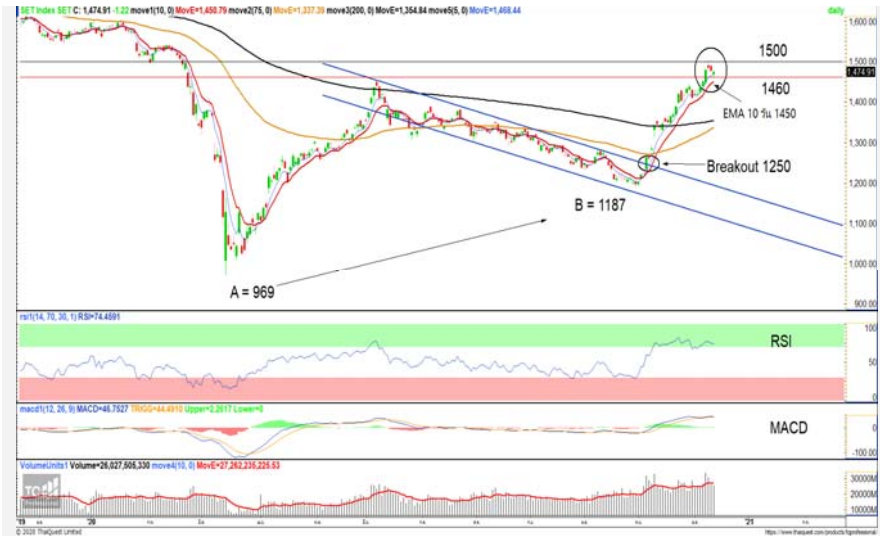 SET Index SET C: 1,474.91 -1.22 move1(10, 0) MovE=1,450.79 move2(75, 0) MovE=1,337.39 move3(200, 0) MovE=1,354.84 move5(5, 0) MovE=1,468.44 daily
1,600.00
1500
1,500.00
1 474.91
1460
1,400.00
EMA 10 วัน 1450
1,300.00
Breakout 1250
1,200.00
B = 1187
1,100.00
1,000.00
A = 969
900.00
rsi1(14, 70, 30, 1) RSI=74.4591
100
RSI
50
0
macd1(12, 26, 9) MACD=46.7527 TRIGG=44.4910 Upper=2.2617 Lower=0
MACD
0
-100.00
VolumeUnits1 Volume=26,027,505,330 move4(10, 0) MovE=27,262,235,225.53
30000M
20000M
10000M
'19 '20 '21
© 2020 ThaiQuest Limited